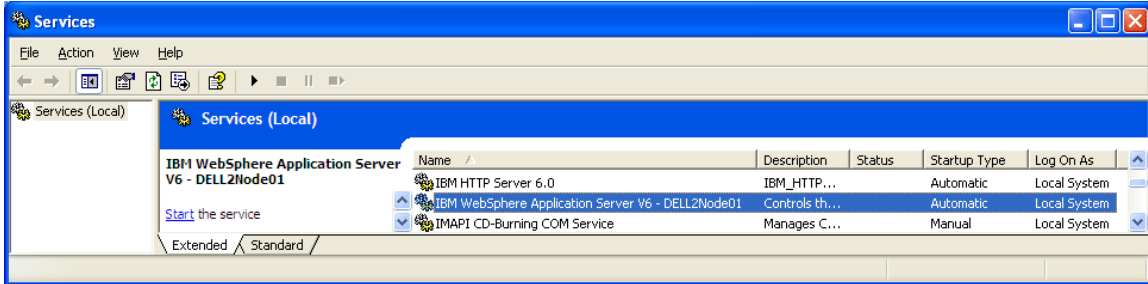 Services
File Action View Help
Services (Local)
Services (Local)
IBM WebSphere Application Server V6 - DELL2Node01
Start the service
Name Description Status Startup Type Log On As
IBM HTTP Server 6.0 IBM_HTTP... Automatic Local System
IBM WebSphere Application Server V6 - DELL2Node01 Controls th... Automatic Local System
IMAPI CD-Burning COM Service Manages C... Manual Local System
Extended Standard